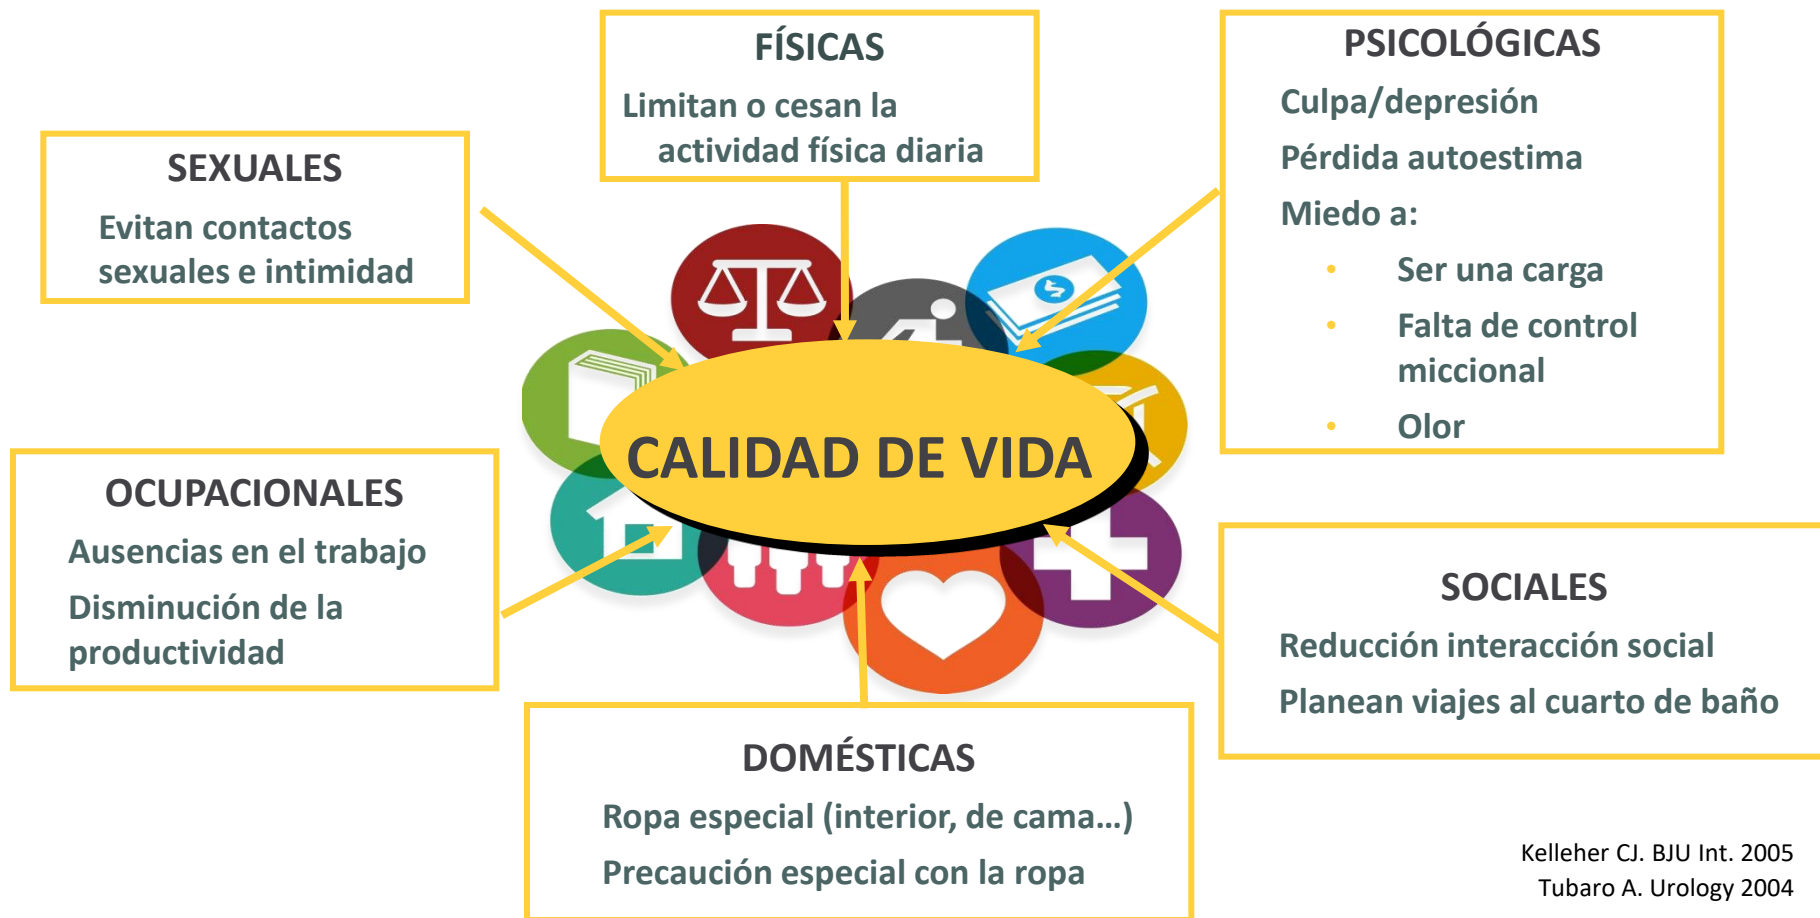 FÍSICAS
Limitan o cesan la
actividad física diaria
PSICOLÓGICAS
Culpa/depresión
Pérdida autoestima
Miedo a:
• Ser una carga
• Falta de control
miccional
• Olor
SEXUALES
Evitan contactos
sexuales e intimidad
CALIDAD DE VIDA
OCUPACIONALES
Ausencias en el trabajo
Disminución de la
productividad
SOCIALES
Reducción interacción social
Planean viajes al cuarto de baño
DOMÉSTICAS
Ropa especial (interior, de cama…)
Precaución especial con la ropa
Kelleher CJ. BJU Int. 2005
Tubaro A. Urology 2004